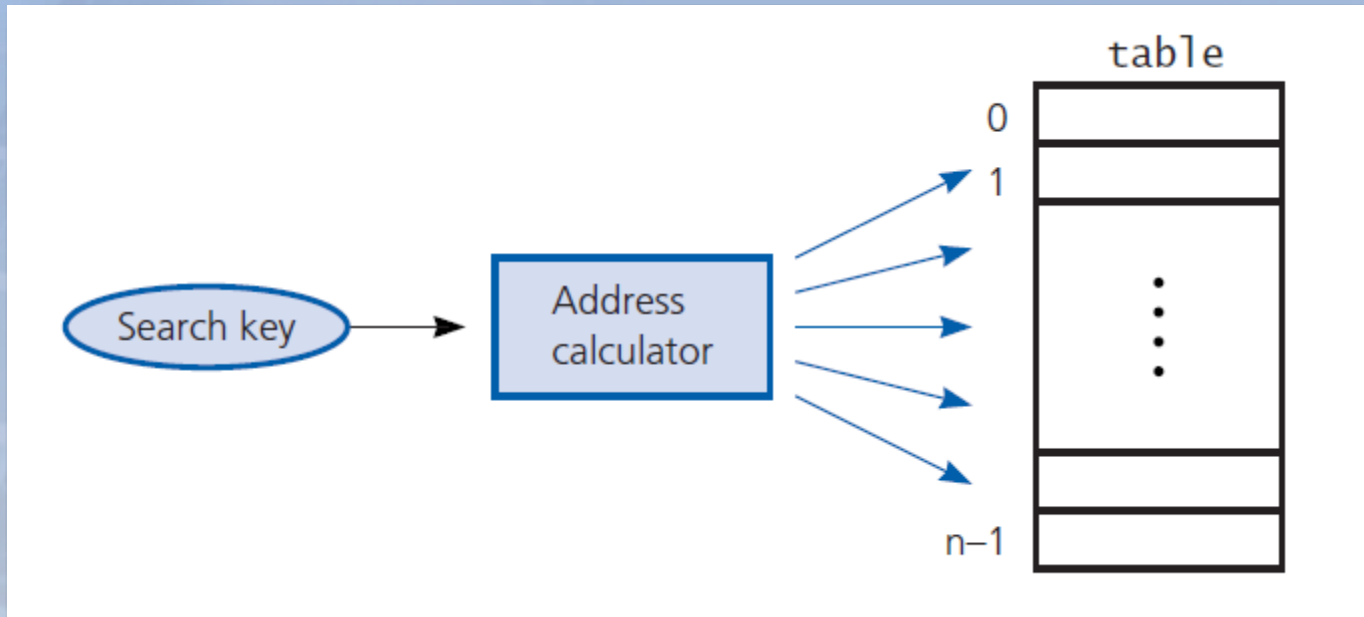 table
0
1
Search key
Address
calculator
n–1